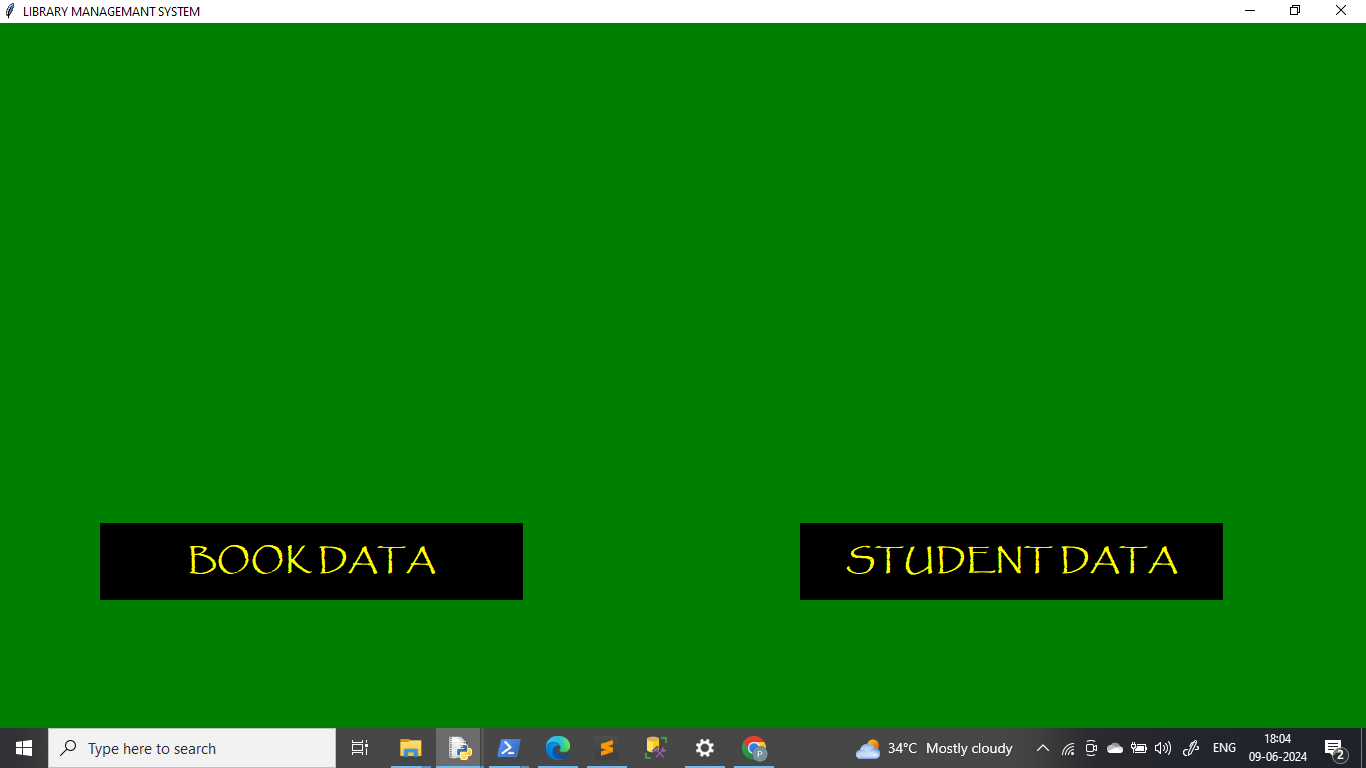 LIBRARY MANAGEMANT SYSTEM
BOOK DATA
STUDENT DATA
Type here to search
34°C Mostly cloudy
ENG
18:04
09-06-2024
2
P